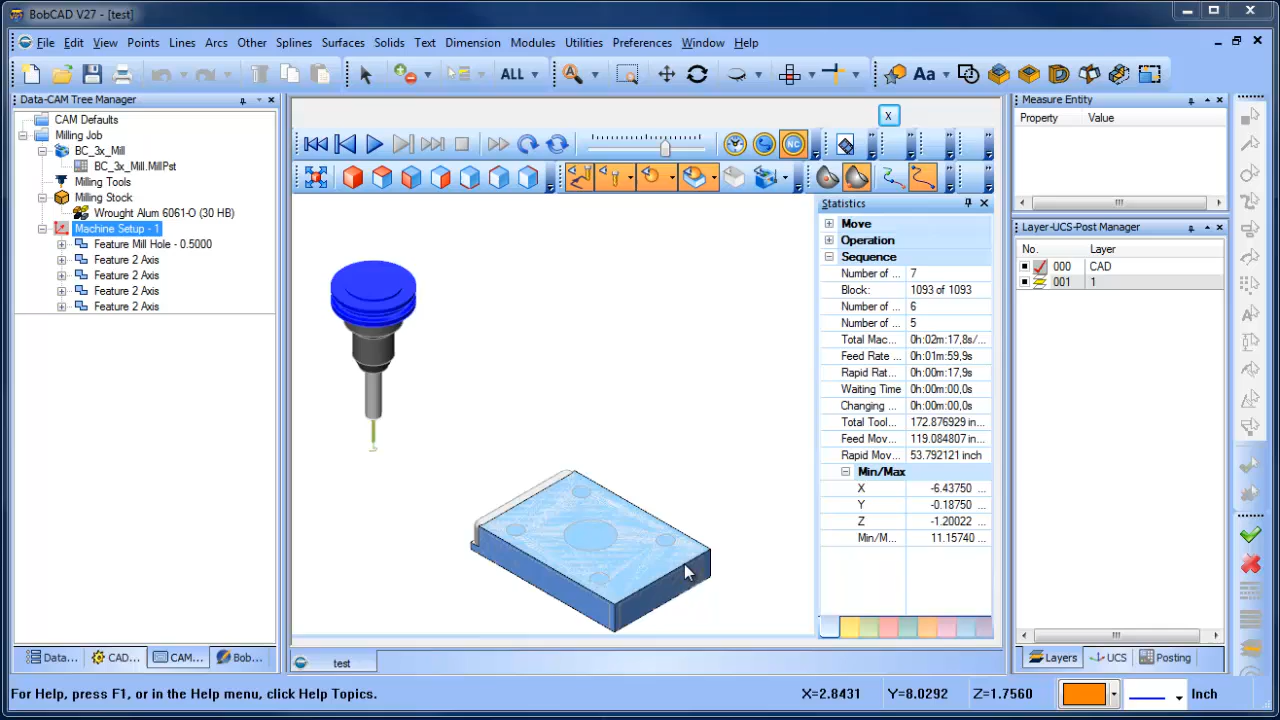 BobCAD V27 - [test]
File Edit View Points Lines Arcs Other Splines Surfaces Solids Text Dimension Modules Utilities Preferences Window Help
ALL Aa
Data-CAM Tree Manager
CAM Defaults
Milling Job
BC_3x_Mill
BC_3x_Mill.MillPst
Milling Tools
Milling Stock
Wrought Alum 6061-O (30 HB)
Machine Setup - 1
Feature Mill Hole - 0.5000
Feature 2 Axis
Feature 2 Axis
Feature 2 Axis
Feature 2 Axis
Data... CAD... CAM... Bob...
X
NC
Statistics
Move
Operation
Sequence
Number of ... 7
Block: 1093 of 1093
Number of ... 6
Number of ... 5
Total Mac... 0h:02m:17,8s/...
Feed Rate ... 0h:01m:59,9s
Rapid Rat... 0h:00m:17,9s
Waiting Time 0h:00m:00,0s
Changing ... 0h:00m:00,0s
Total Tool... 172.876929 in...
Feed Mov... 119.084807 in...
Rapid Mov... 53.792121 inch
Min/Max
X -6.43750 ...
Y -0.18750 ...
Z -1.20022 ...
Min/M... 11.15740 ...
test
Measure Entity
Property Value
Layer-UCS-Post Manager
No. Layer
000 CAD
001 1
Layers UCS Posting
For Help, press F1, or in the Help menu, click Help Topics. X=2.8431 Y=8.0292 Z=1.7560 Inch